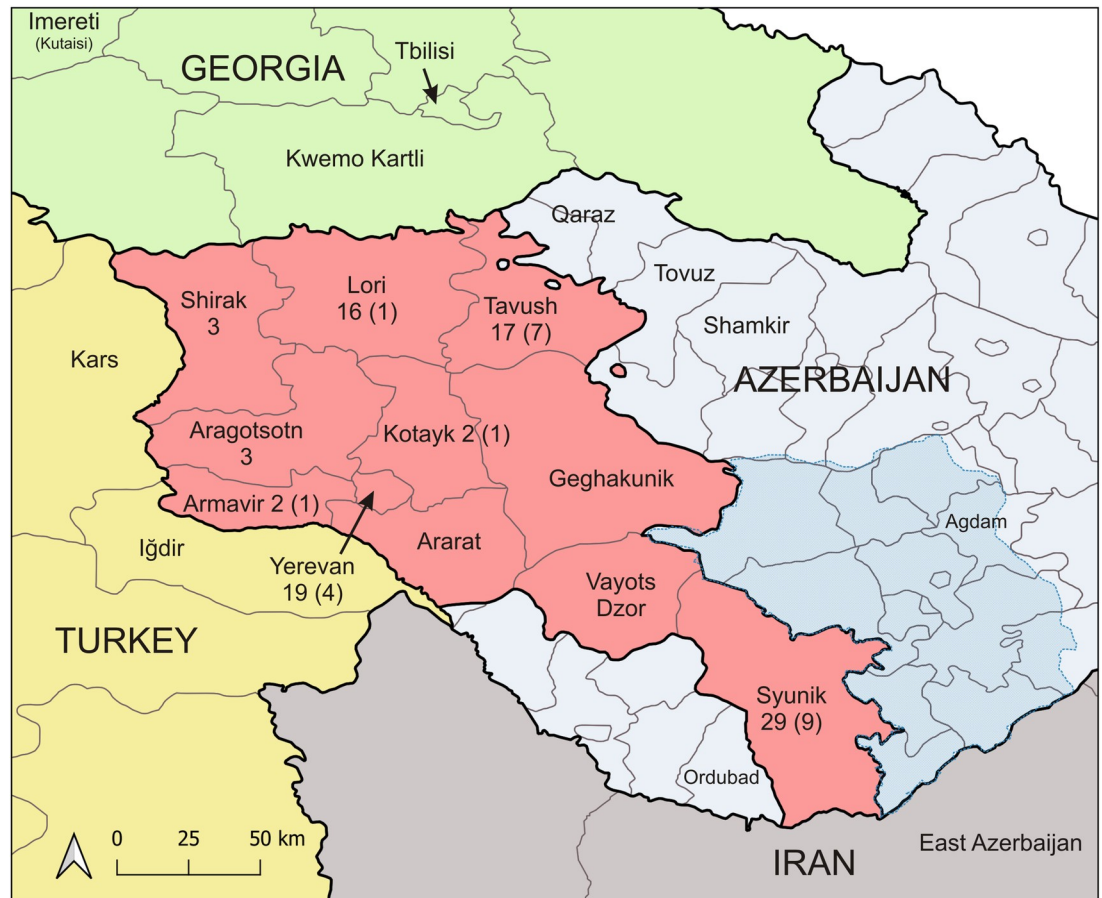 Imereti
(Kutaisi)
Tbilisi
GEORGIA
Kwemo Kartli
Qaraz
Tovuz
Shamkir
AZERBAIJAN
Shirak
3
Lori
16 (1)
Tavush
17 (7)
Kars
Aragotsotn
3
Kotayk 2 (1)
Geghakunik
Armavir 2 (1)
Ararat
Agdam
Iğdir
Yerevan
19 (4)
Vayots
Dzor
TURKEY
Syunik
29 (9)
Ordubad
0 25 50 km
East Azerbaijan
IRAN